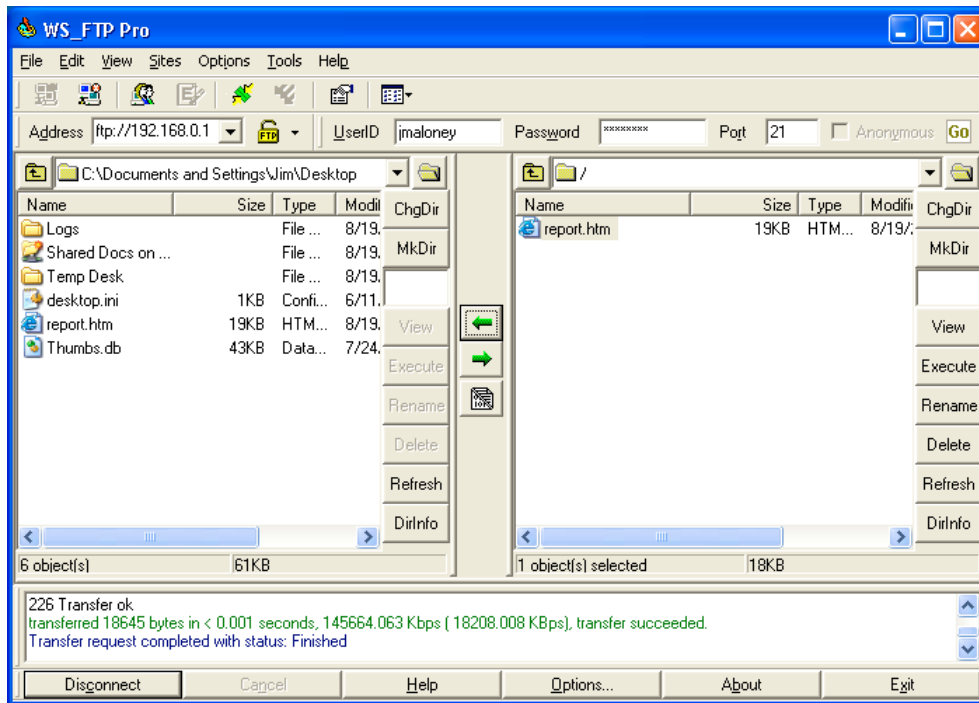 WS_FTP Pro
File Edit View Sites Options Tools Help
Address ftp://192.168.0.1 FTP UserID jmaloney Password ******** Port 21 Anonymous Go
C:\Documents and Settings\Jim\Desktop
/
Name Size Type Modif
Logs File ... 8/19.
Shared Docs on ... File ... 8/19.
Temp Desk File ... 8/19.
desktop.ini 1KB Confi... 6/11.
report.htm 19KB HTM... 8/19.
Thumbs.db 43KB Data... 7/24.
ChgDir
MkDir
View
Execute
Rename
Delete
Refresh
DirInfo
Name Size Type Modifi
report.htm 19KB HTM... 8/19/
ChgDir
MkDir
View
Execute
Rename
Delete
Refresh
DirInfo
6 object(s) 61KB
1 object(s) selected 18KB
226 Transfer ok
transferred 18645 bytes in < 0.001 seconds, 145664.063 Kbps ( 18208.008 KBps), transfer succeeded.
Transfer request completed with status: Finished
Disconnect Cancel Help Options... About Exit